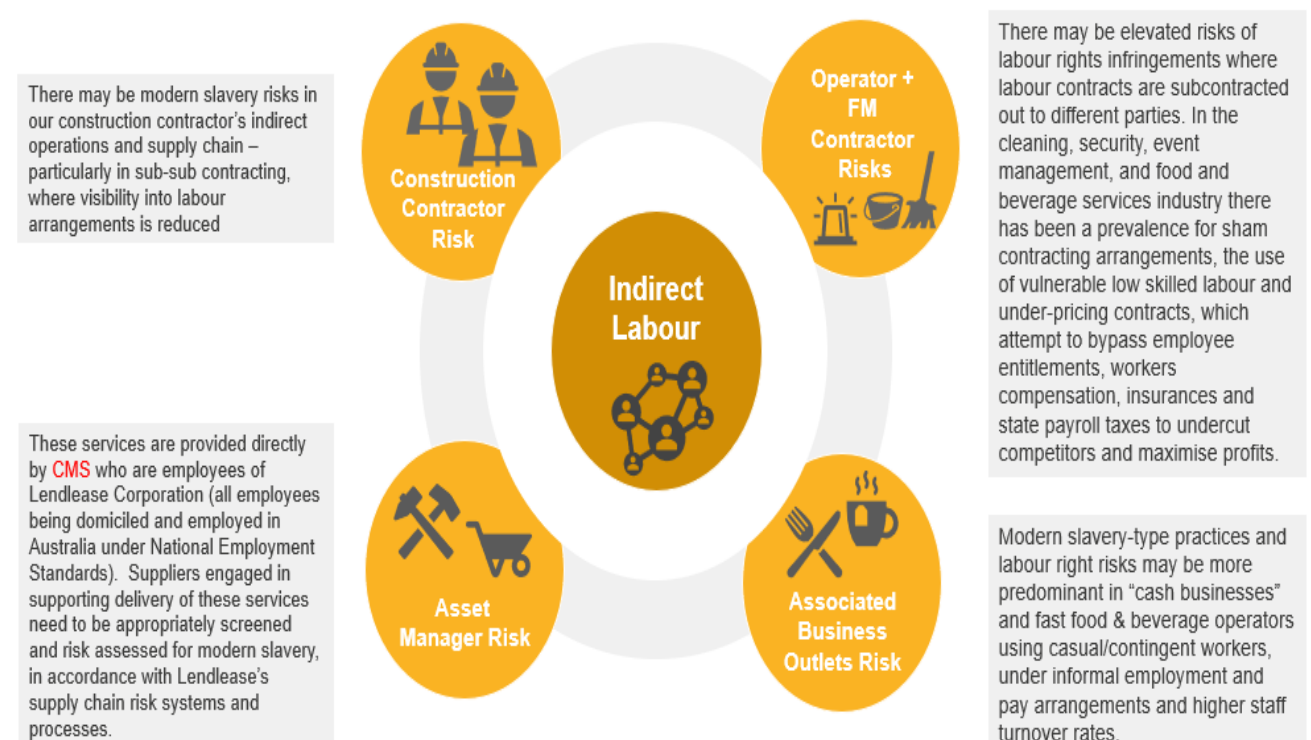 There may be modern slavery risks in
our construction contractor's indirect
operations and supply chain –
particularly in sub-sub contracting,
where visibility into labour
arrangements is reduced
Construction
Contractor
Risk
Operator +
FM
Contractor
Risks
There may be elevated risks of
labour rights infringements where
labour contracts are subcontracted
out to different parties. In the
cleaning, security, event
management, and food and
beverage services industry there
has been a prevalence for sham
contracting arrangements, the use
of vulnerable low skilled labour and
under-pricing contracts, which
attempt to bypass employee
entitlements, workers
compensation, insurances and
state payroll taxes to undercut
competitors and maximise profits.
Indirect
Labour
These services are provided directly
by CMS who are employees of
Lendlease Corporation (all employees
being domiciled and employed in
Australia under National Employment
Standards). Suppliers engaged in
supporting delivery of these services
need to be appropriately screened
and risk assessed for modern slavery,
in accordance with Lendlease's
supply chain risk systems and
processes.
Asset
Manager Risk
Associated
Business
Outlets Risk
Modern slavery-type practices and
labour right risks may be more
predominant in “cash businesses”
and fast food & beverage operators
using casual/contingent workers,
under informal employment and
pay arrangements and higher staff
turnover rates.